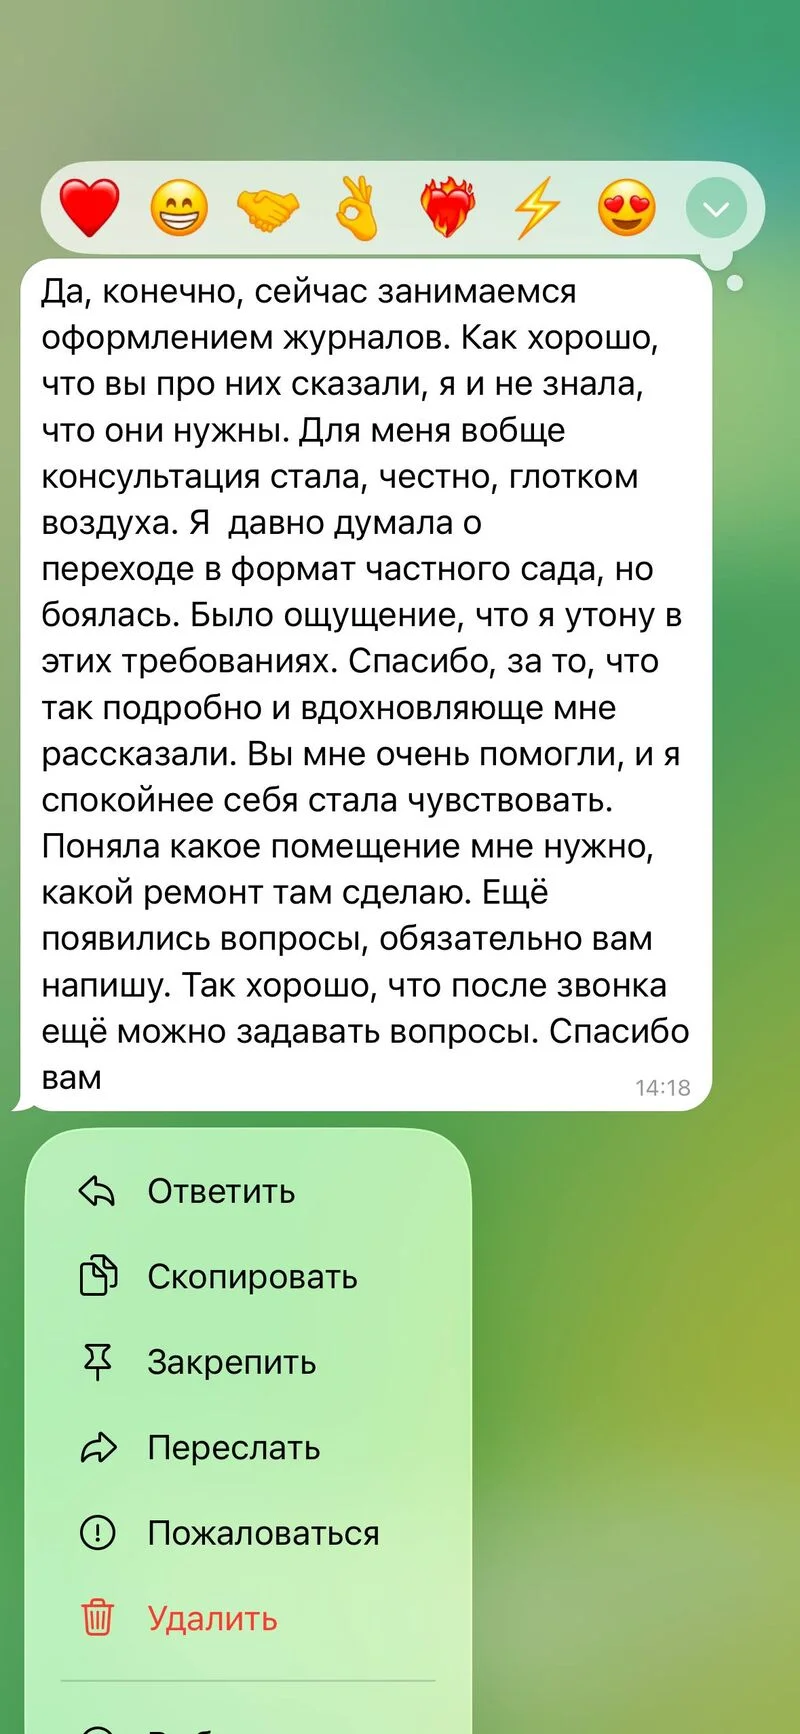 Да, конечно, сейчас занимаемся
оформлением журналов. Как хорошо,
что вы про них сказали, я и не знала,
что они нужны. Для меня вобще
консультация стала, честно, глотком
воздуха. Я  давно думала о
переходе в формат частного сада, но
боялась. Было ощущение, что я утону в
этих требованиях. Спасибо, за то, что
так подробно и вдохновляюще мне
рассказали. Вы мне очень помогли, и я
спокойнее себя стала чувствовать.
Поняла какое помещение мне нужно,
какой ремонт там сделаю. Ещё
появились вопросы, обязательно вам
напишу. Так хорошо, что после звонка
ещё можно задавать вопросы. Спасибо
вам
14:18
Ответить
Скопировать
Закрепить
Переслать
Пожаловаться
Удалить